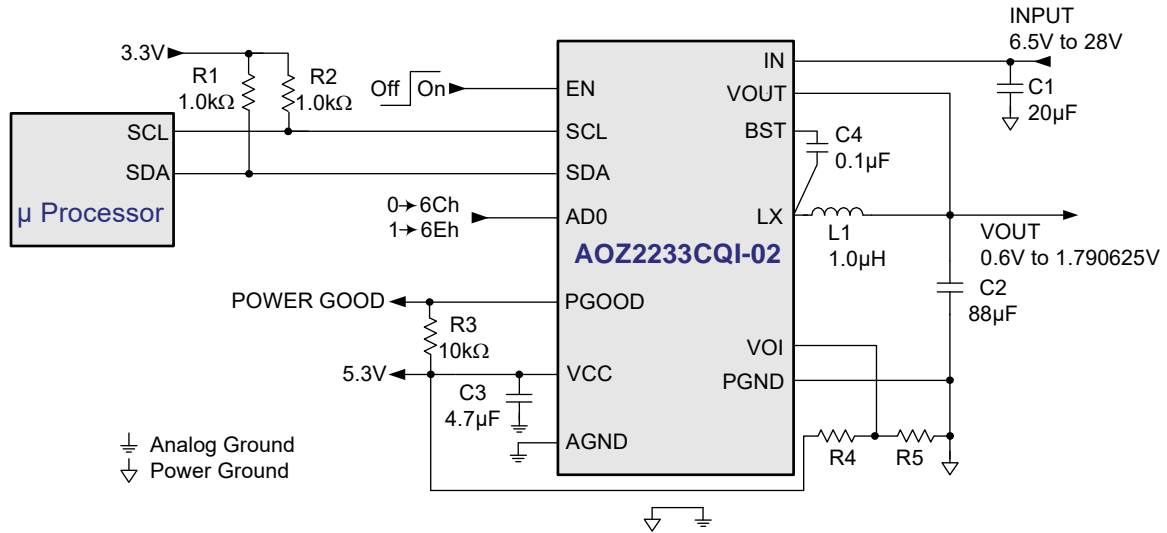 INPUT
6.5V to 28V
3.3V
R1
1.0kΩ
R2
1.0kΩ
Off
On
EN
IN
VOUT
BST
C1
20µF
C4
0.1µF
SCL
SDA
µ Processor
SCL
SDA
0→6Ch
1→6Eh
AD0
LX
AOZ2233CQI-02
L1
1.0µH
VOUT
0.6V to 1.790625V
C2
88µF
POWER GOOD
PGOOD
R3
10kΩ
VOI
5.3V
VCC
PGND
C3
4.7µF
AGND
R4
R5
Analog Ground
Power Ground